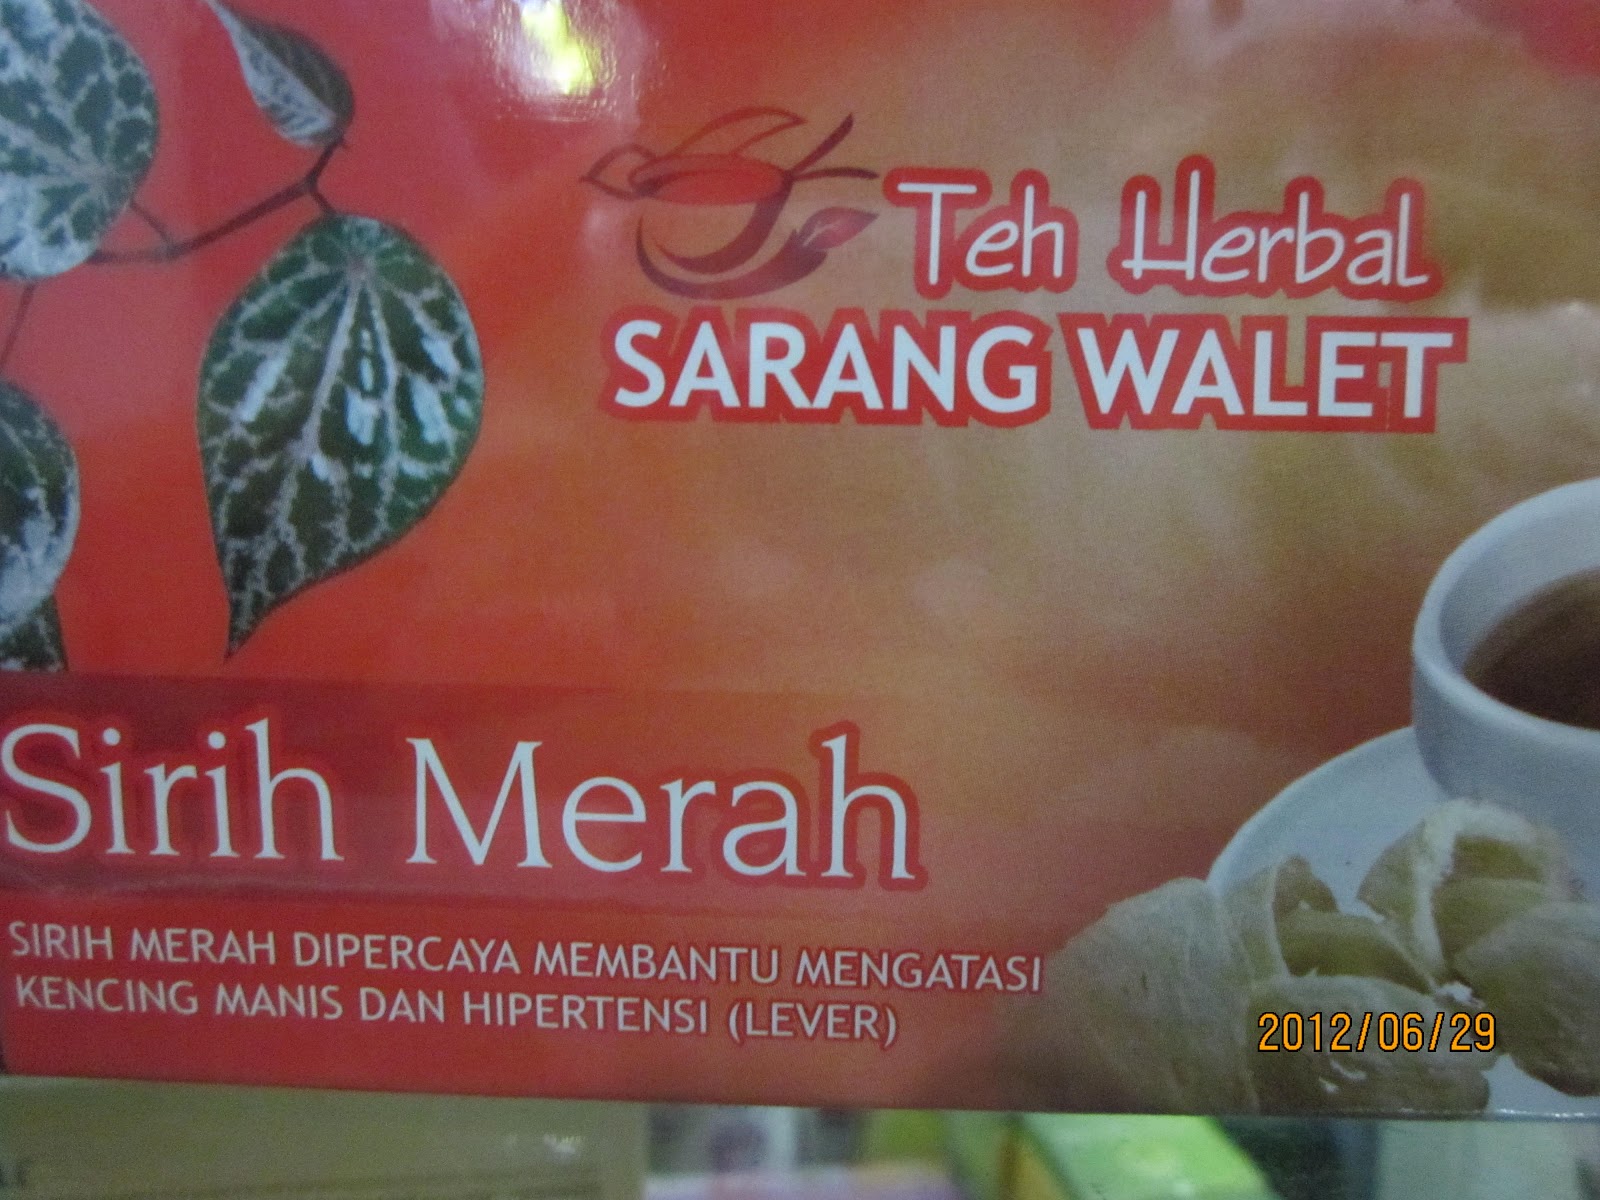 Teh Herbal
SARANG WALET
Sirih Merah
SIRIH MERAH DIPERCAYA MEMBANTU MENGATASI
KENCING MANIS DAN HIPERTENSI (LEVER)
2012/06/29